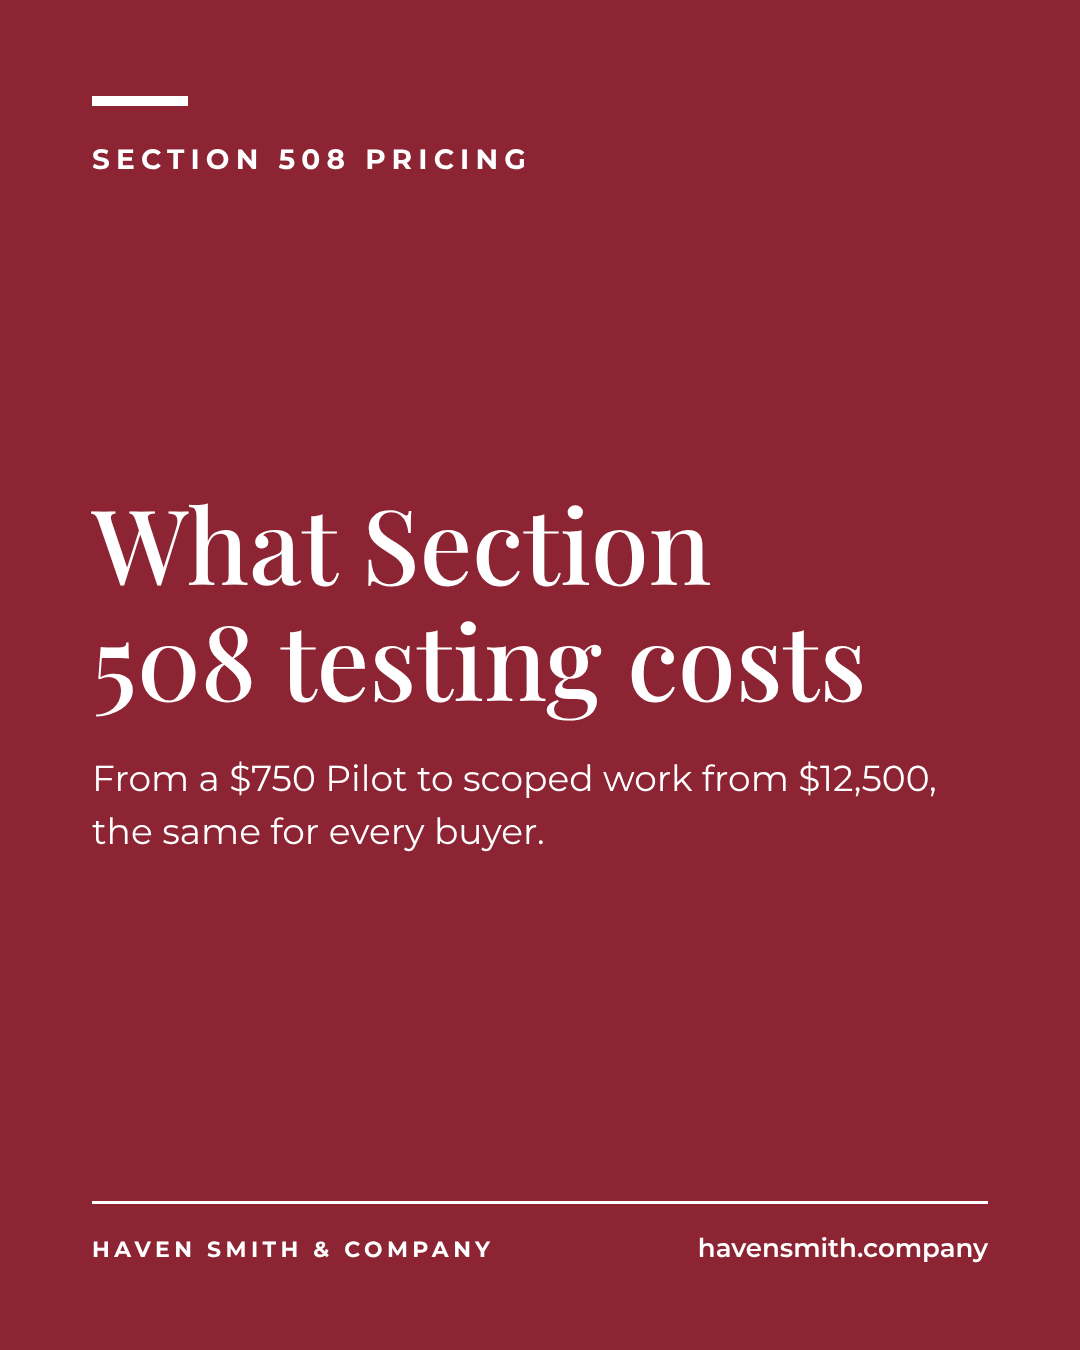 SECTION 508 PRICING
What Section
508 testing costs
From a $750 Pilot to scoped work from $12,500,
the same for every buyer.
HAVEN SMITH & COMPANY
havensmith.company